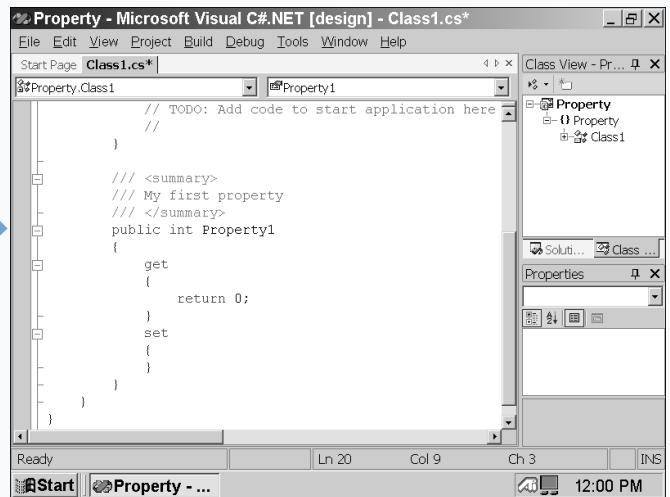 Property - Microsoft Visual C#.NET [design] - Class1.cs*
File Edit View Project Build Debug Tools Window Help
Start Page Class1.cs*
Property.Class1
Property1
// TODO: Add code to start application here
//
}
/// <summary>
/// My first property
/// </summary>
public int Property1
{
get
{
return 0;
}
set
{
}
}
}
}
Class View - Pr...
Property
{} Property
Class1
Soluti... Class ...
Properties
Ready Ln 20 Col 9 Ch 3 INS
Start Property - ... 12:00 PM